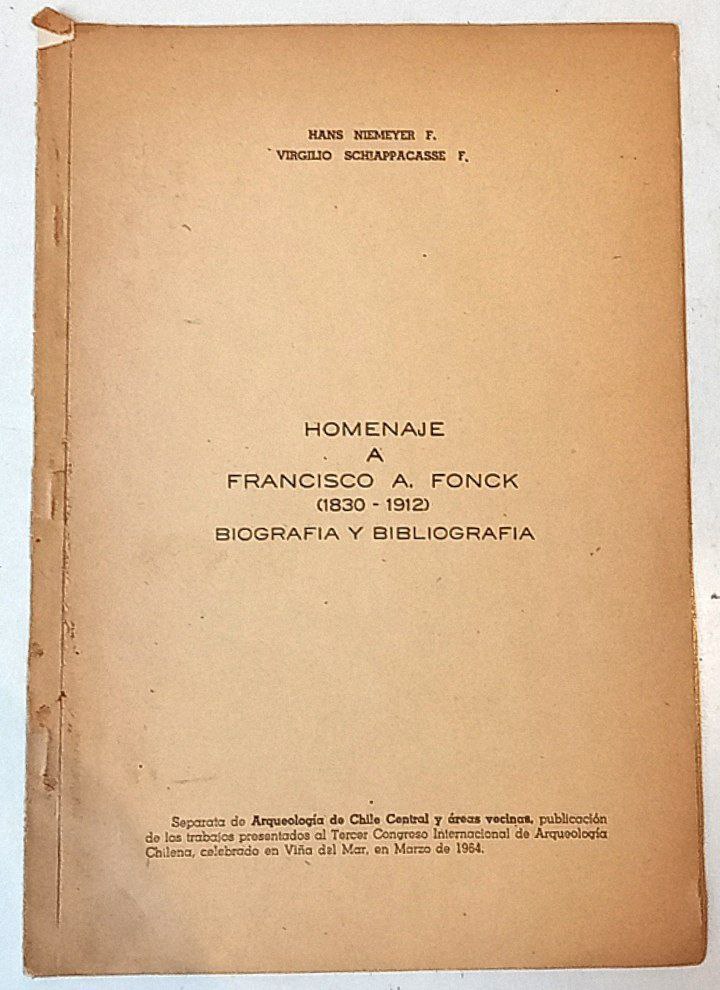 HANS NIEMEYER F.
VIRGILIO SCHIAPPACASSE F.
HOMENAJE
A
FRANCISCO A. FONCK
(1830 - 1912)
BIOGRAFIA Y BIBLIOGRAFIA
Separata de Arqueología de Chile Central y áreas vecinas, publicación
de los trabajos presentados al Tercer Congreso Internacional de Arqueología
Chilena, celebrado en Viña del Mar, en Marzo de 1964.